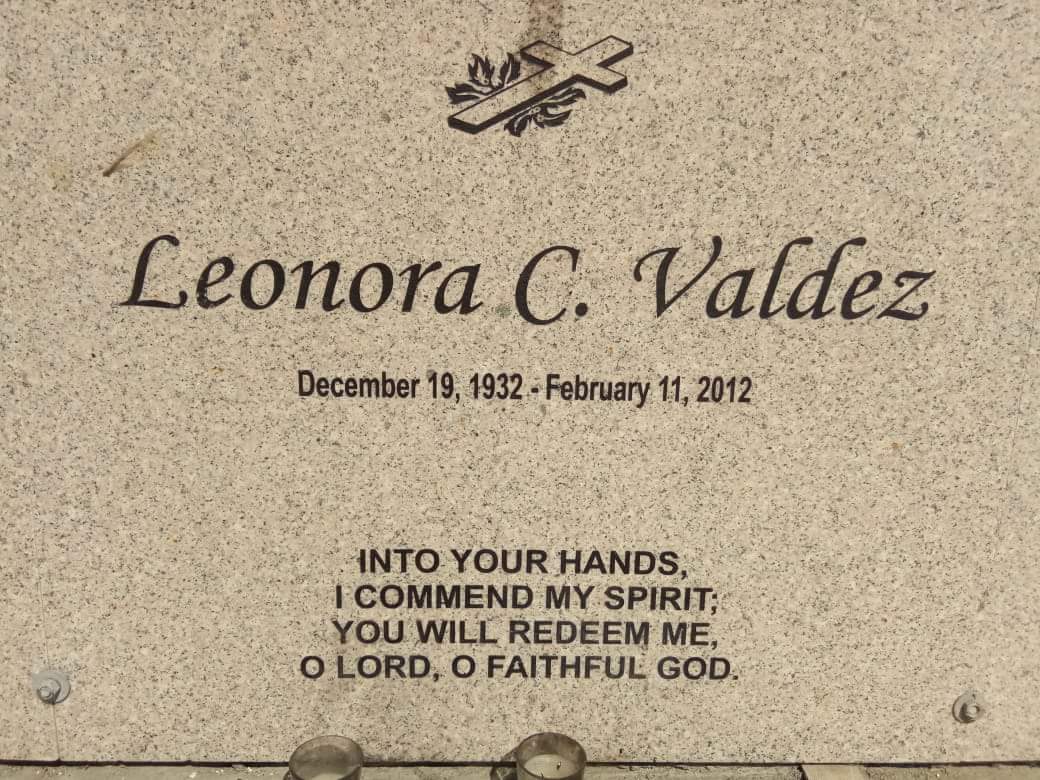 Leonora C. Valdez
December 19, 1932 - February 11, 2012
INTO YOUR HANDS,
I COMMEND MY SPIRIT;
YOU WILL REDEEM ME,
O LORD, O FAITHFUL GOD.